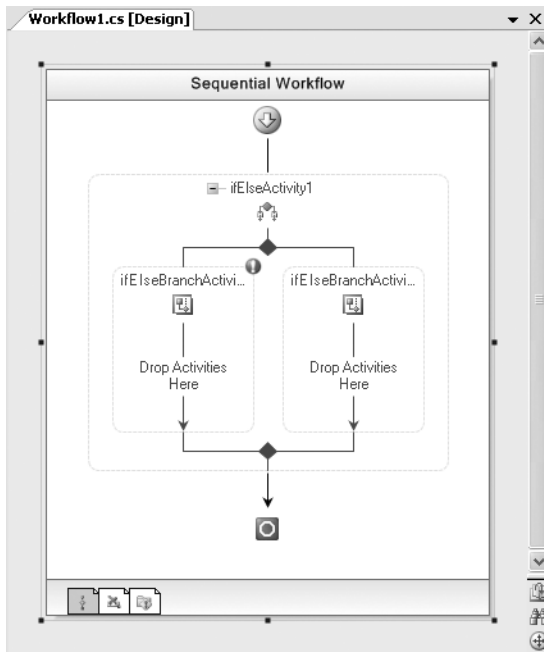 Workflow1.cs [Design]
Sequential Workflow
ifElseActivity1
ifElseBranchActivi...
ifElseBranchActivi...
Drop Activities
Here
Drop Activities
Here